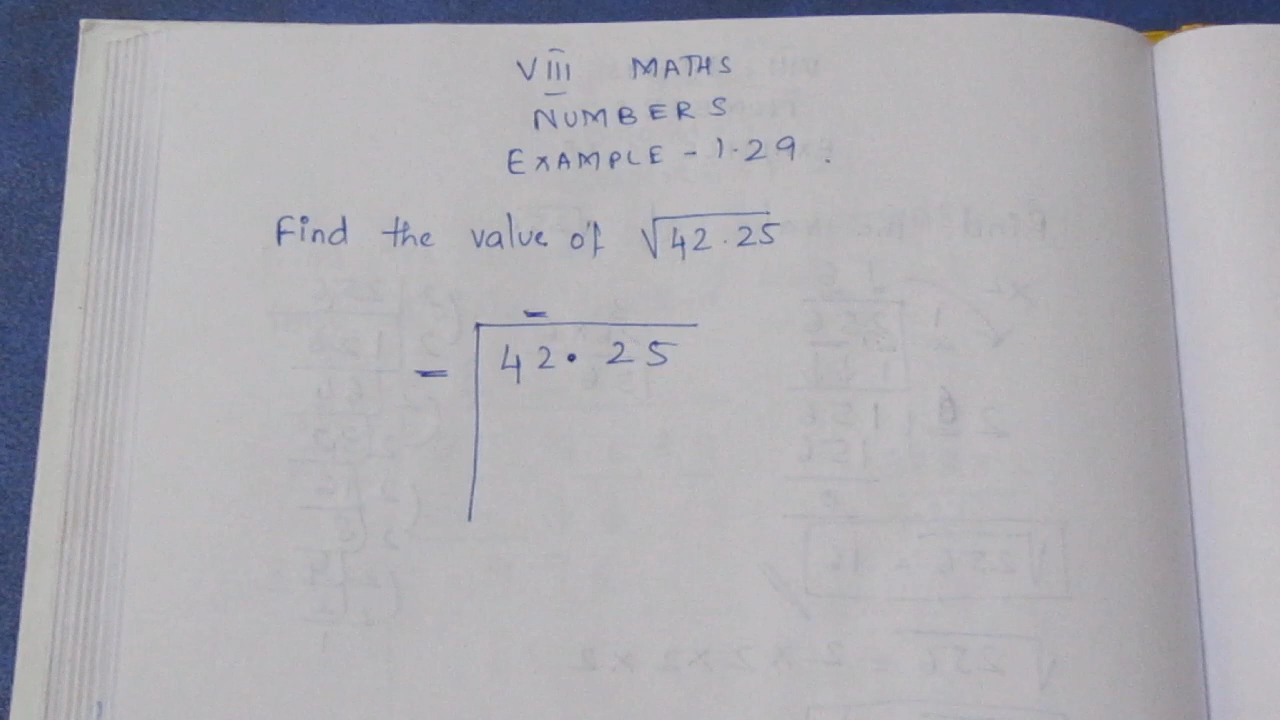 VIII MATHS
NUMBERS
EXAMPLE - 1.29.
Find the value of √42.25
42.25